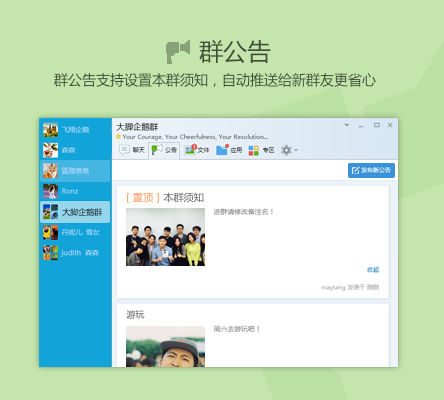 群公告
群公告支持设置本群须知，自动推送给新群友更省心
飞翔企鹅
森森
狐狸爸爸
Ronz
大脚企鹅群
丹妮儿 雪女
Judith 森森
大脚企鹅群
Your Courage, Your Cheerfulness, Your Resolution...
聊天 公告 文件 应用 专区
发布新公告
[ 置顶 ] 本群须知
进群请修改备注名！
收起
maytang 发表于 刚刚
游玩
周六去游玩吧！